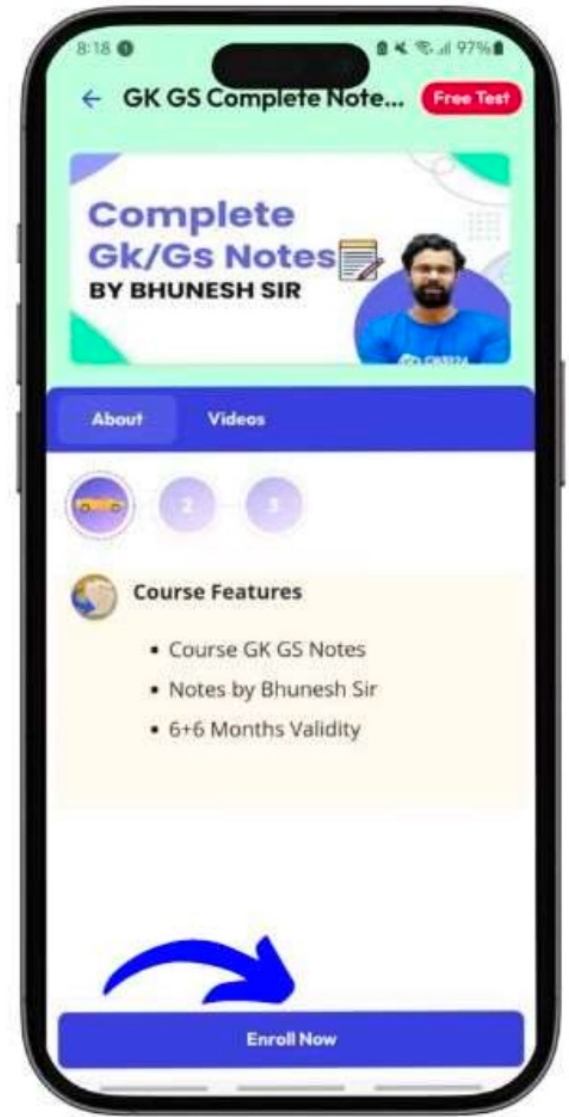 8:18
97%
GK GS Complete Note...
Free Test
Complete
Gk/Gs Notes
BY BHUNESH SIR
About
Videos
2
3
Course Features
▪ Course GK GS Notes
▪ Notes by Bhunesh Sir
▪ 6+6 Months Validity
Enroll Now